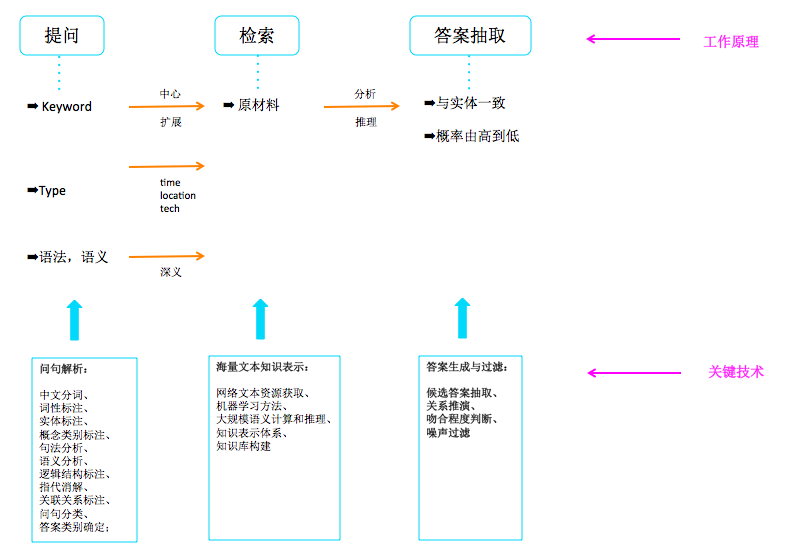 提问
检索
答案抽取
工作原理
➡ Keyword
中心
扩展
➡ 原材料
分析
推理
➡与实体一致
➡概率由高到低
➡Type
time
location
tech
➡语法，语义
深义
问句解析：
中文分词、
词性标注、
实体标注、
概念类别标注、
句法分析、
语义分析、
逻辑结构标注、
指代消解、
关联关系标注、
问句分类、
答案类别确定；
海量文本知识表示：
网络文本资源获取、
机器学习方法、
大规模语义计算和推理、
知识表示体系、
知识库构建
答案生成与过滤：
候选答案抽取、
关系推演、
吻合程度判断、
噪声过滤
关键技术